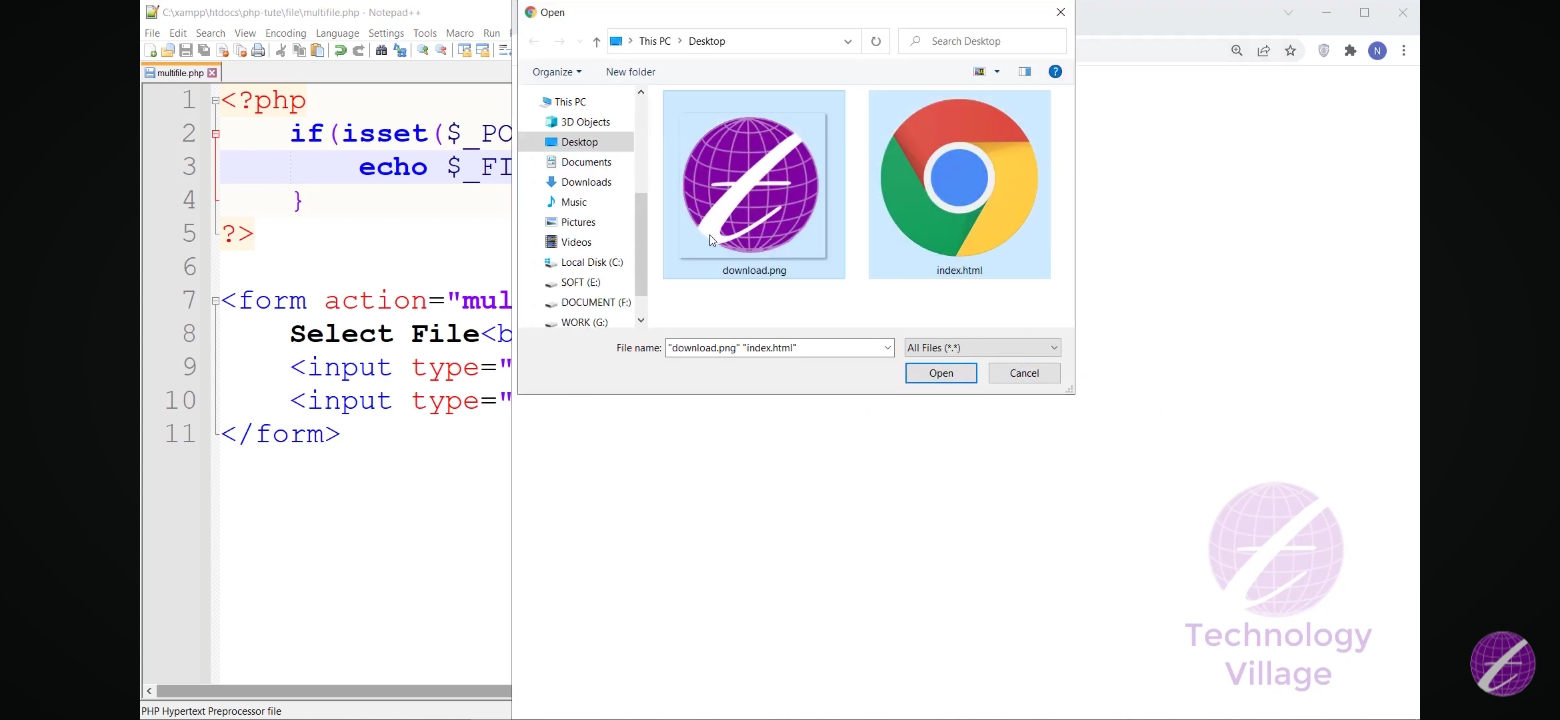 C:\xampp\htdocs\php-tute\file\multifile.php - Notepad++
File Edit Search View Encoding Language Settings Tools Macro Run
multifile.php
1 <?php
2 if(isset($_PO
3 echo $_FI
4 }
5 ?>
6
7 <form action="mul
8 Select File<b
9 <input type="
10 <input type="
11 </form>
PHP Hypertext Preprocessor file
Open
This PC > Desktop
Search Desktop
Organize New folder
This PC
3D Objects
Desktop
Documents
Downloads
Music
Pictures
Videos
Local Disk (C:)
SOFT (E:)
DOCUMENT (F:)
WORK (G:)
download.png
index.html
File name: "download.png" "index.html"
All Files (*.*)
Open Cancel
N
Technology
Village